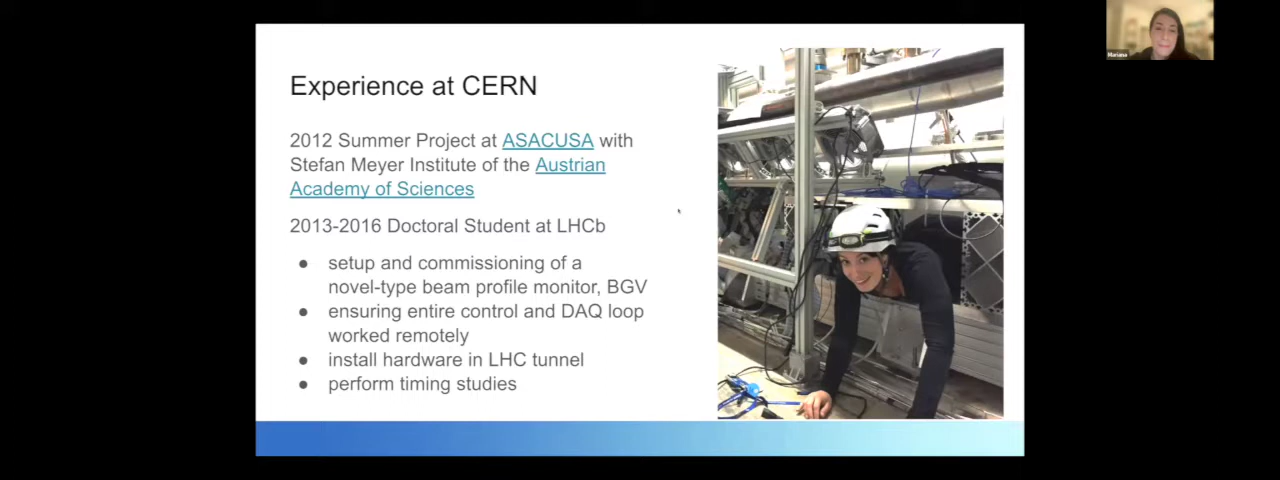 Experience at CERN
2012 Summer Project at ASACUSA with
Stefan Meyer Institute of the Austrian
Academy of Sciences
2013-2016 Doctoral Student at LHCb
● setup and commissioning of a
novel-type beam profile monitor, BGV
● ensuring entire control and DAQ loop
worked remotely
● install hardware in LHC tunnel
● perform timing studies
Mariana